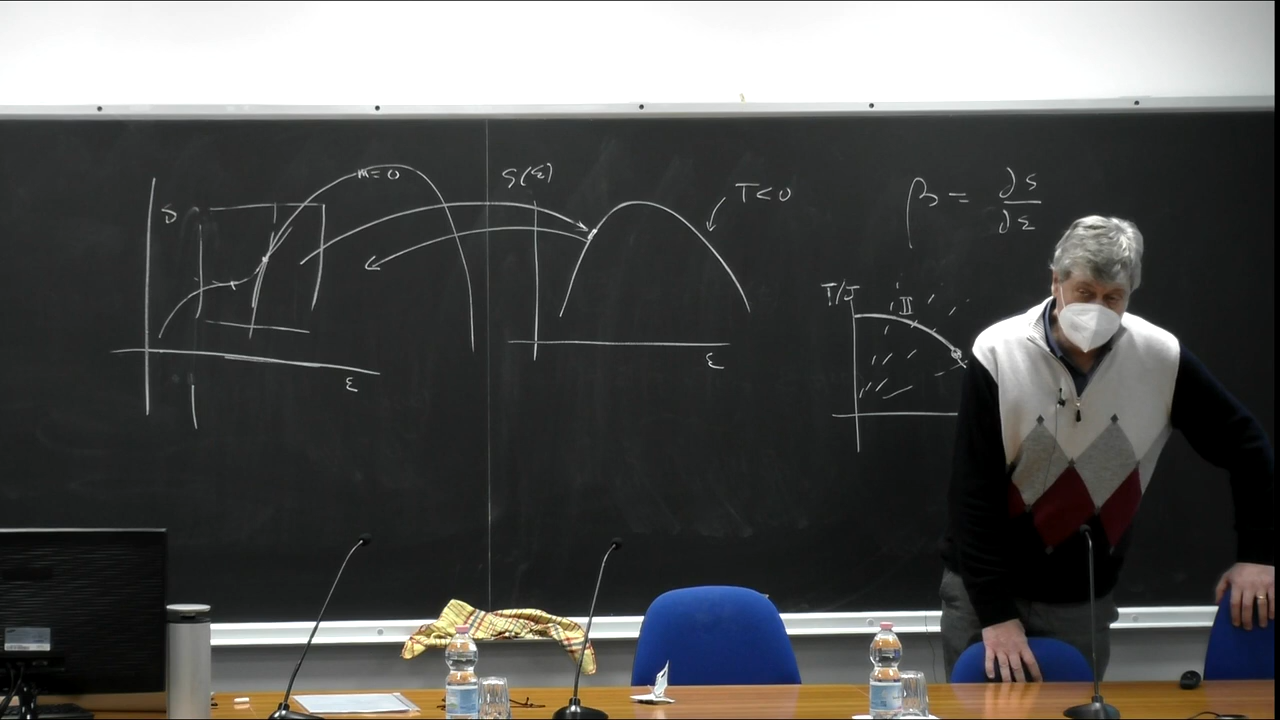 S
m=0
ε
S(ε)
T<0
ε
β = ∂S/∂ε
T/J
II